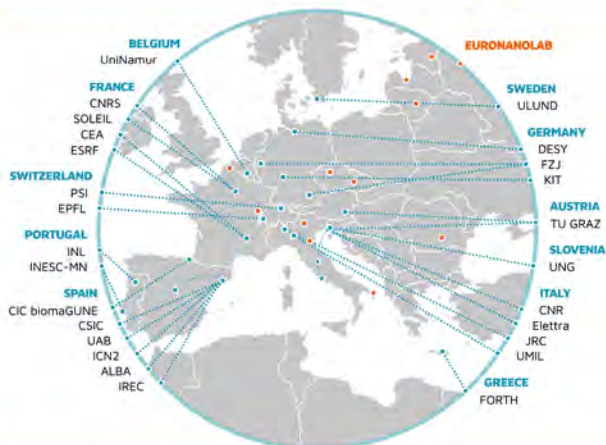 BELGIUM
UniNamur
FRANCE
CNRS
SOLEIL
CEA
ESRF
SWITZERLAND
PSI
EPFL
PORTUGAL
INL
INESC-MN
SPAIN
CIC biomaGUNE
CSIC
UAB
ICN2
ALBA
IREC
EURONANOLAB
SWEDEN
ULUND
GERMANY
DESY
FZJ
KIT
AUSTRIA
TU GRAZ
SLOVENIA
UNG
ITALY
CNR
Elettra
JRC
UMIL
GREECE
FORTH